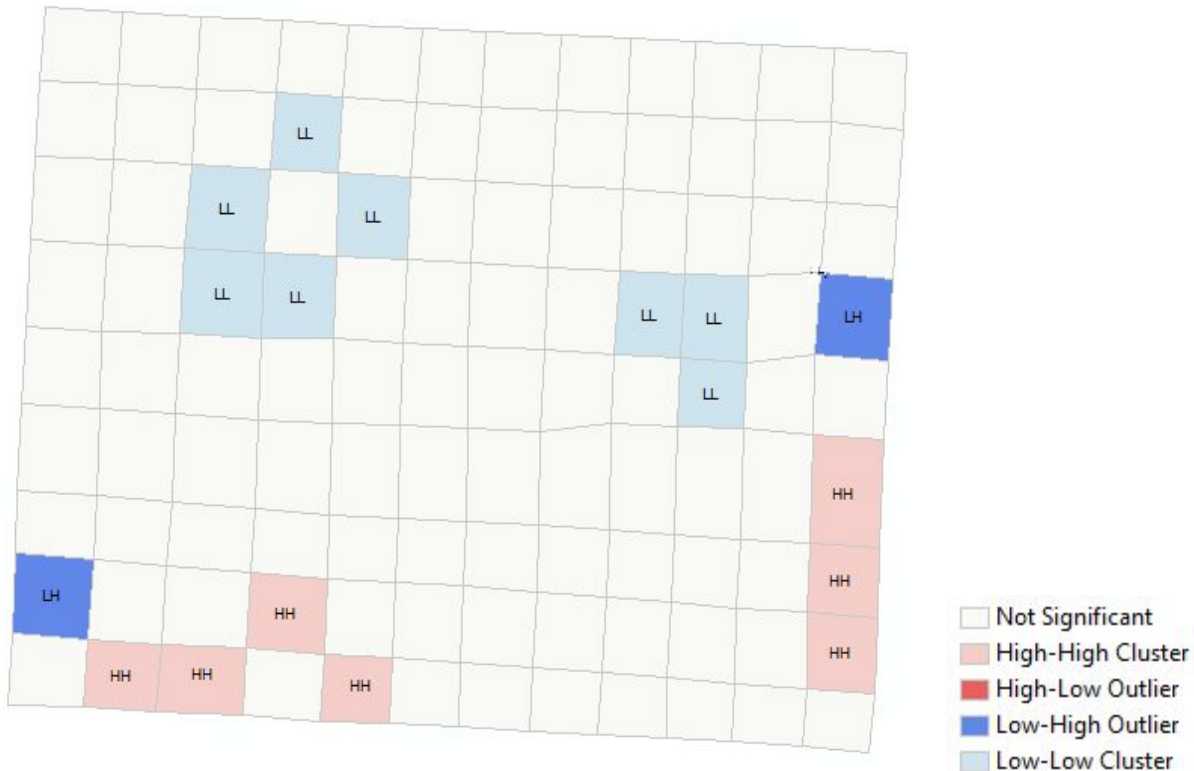 LL
LL
LL
LL
LL
LL
LL
LH
LL
HH
HH
LH
HH
HH
HH
HH
HH
Not Significant
High-High Cluster
High-Low Outlier
Low-High Outlier
Low-Low Cluster